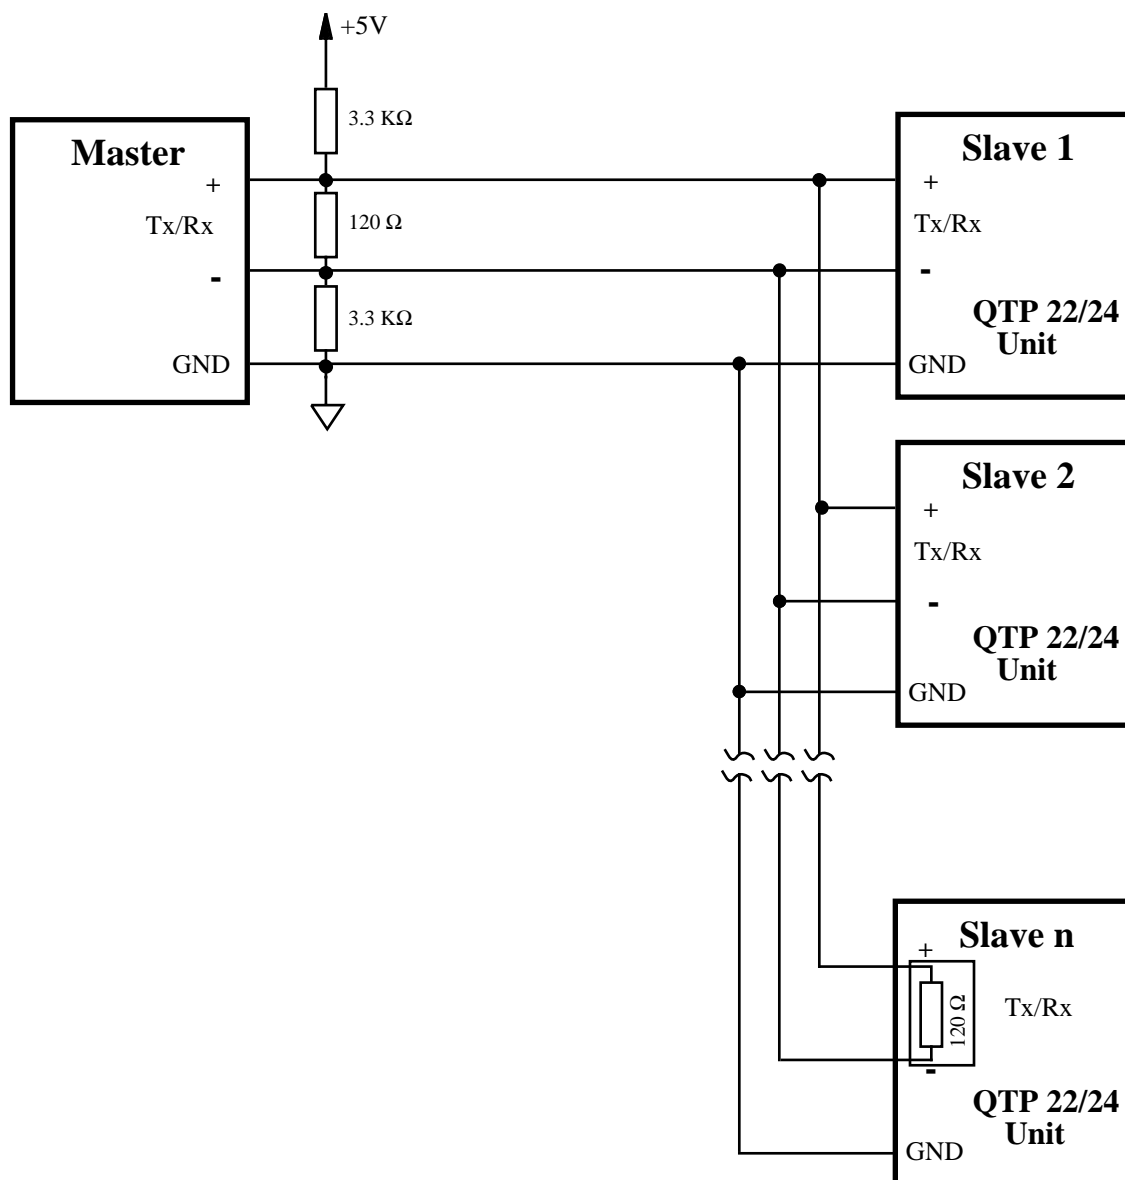 +5V
3.3 KΩ
Master
+
Tx/Rx
-
GND
120 Ω
3.3 KΩ
Slave 1
+
Tx/Rx
-
QTP 22/24
Unit
GND
Slave 2
+
Tx/Rx
-
QTP 22/24
Unit
GND
Slave n
+
120 Ω
Tx/Rx
-
QTP 22/24
Unit
GND